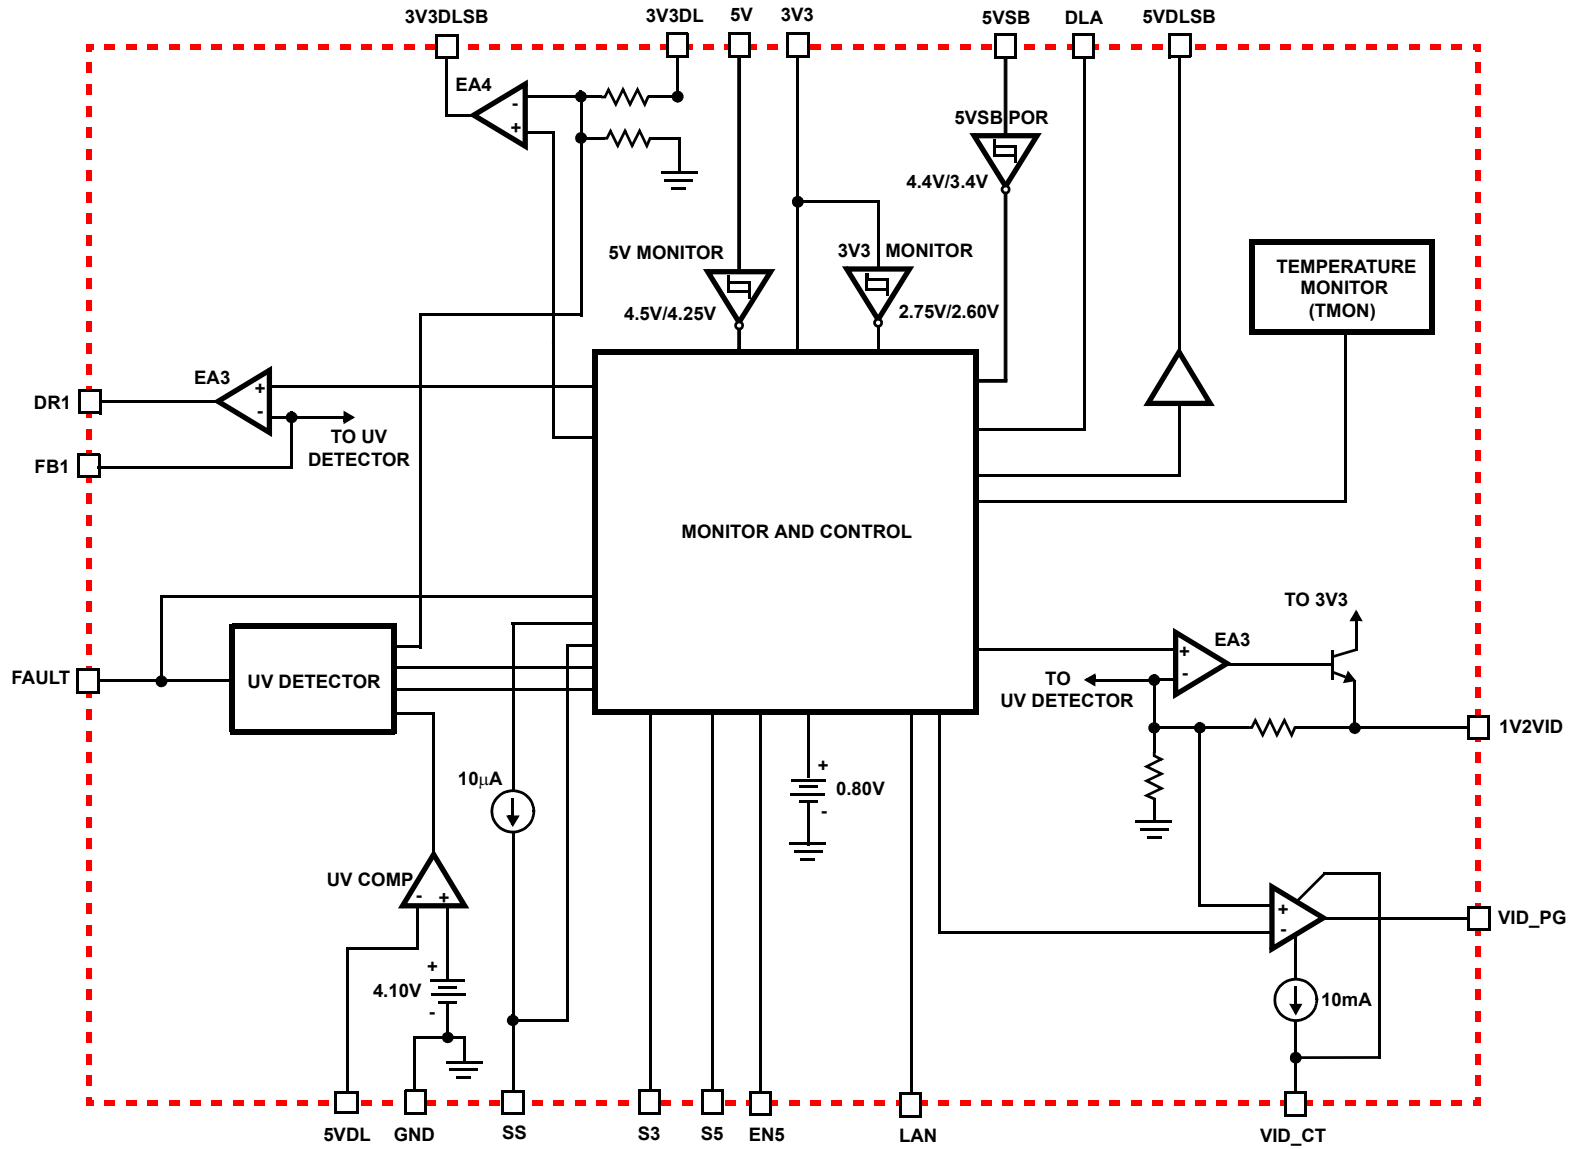 3V3DLSB
3V3DL
5V
3V3
5VSB
DLA
5VDLSB
EA4
-
+
5VSB POR
4.4V/3.4V
5V MONITOR
4.5V/4.25V
3V3 MONITOR
2.75V/2.60V
TEMPERATURE
MONITOR
(TMON)
EA3
+
-
DR1
TO UV
DETECTOR
FB1
MONITOR AND CONTROL
TO 3V3
EA3
+
-
TO
UV DETECTOR
FAULT
UV DETECTOR
1V2VID
10μA
+
0.80V
-
UV COMP
-
+
+
4.10V
-
+
-
VID_PG
10mA
5VDL
GND
SS
S3
S5
EN5
LAN
VID_CT